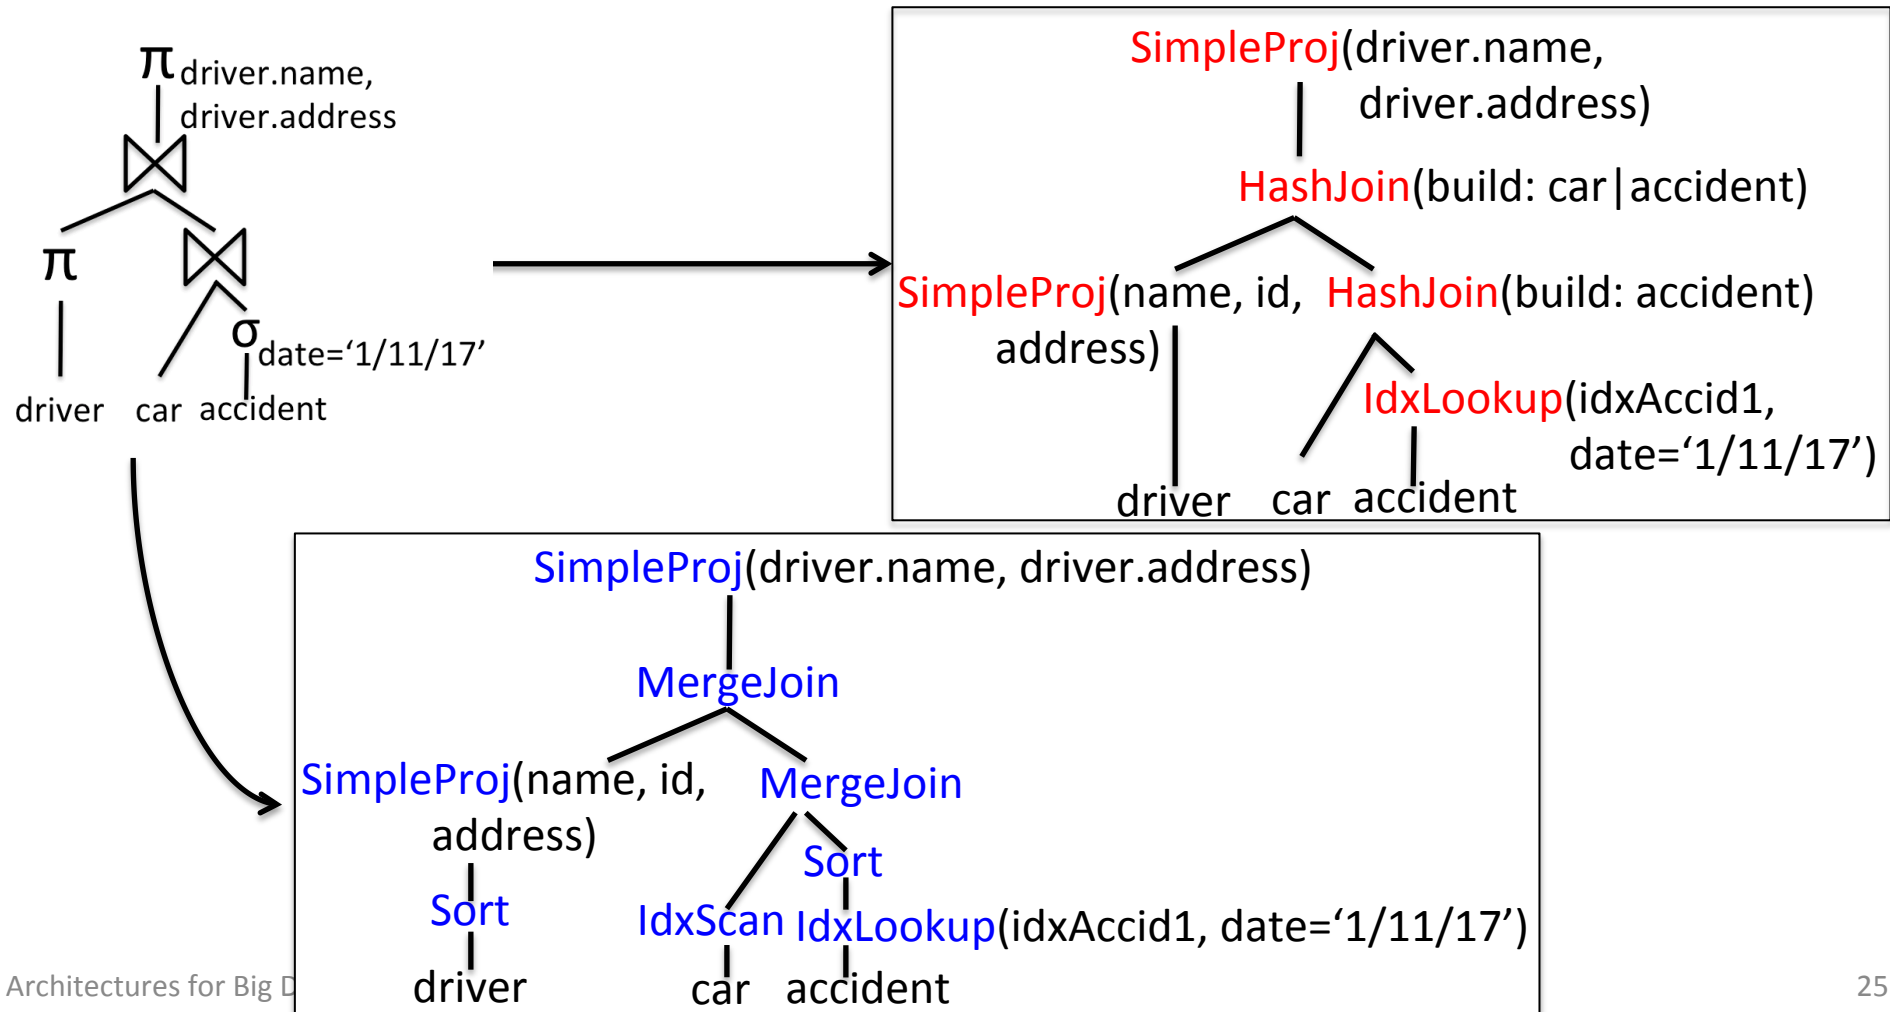 π driver.name,
driver.address
π
σ date=‘1/11/17’
driver car accident
SimpleProj(driver.name,
driver.address)
HashJoin(build: car|accident)
SimpleProj(name, id, HashJoin(build: accident)
address)
IdxLookup(idxAccid1,
date=‘1/11/17’)
driver car accident
SimpleProj(driver.name, driver.address)
MergeJoin
SimpleProj(name, id, MergeJoin
address)
Sort
Sort IdxScan IdxLookup(idxAccid1, date=‘1/11/17’)
driver car accident
Architectures for Big D
25